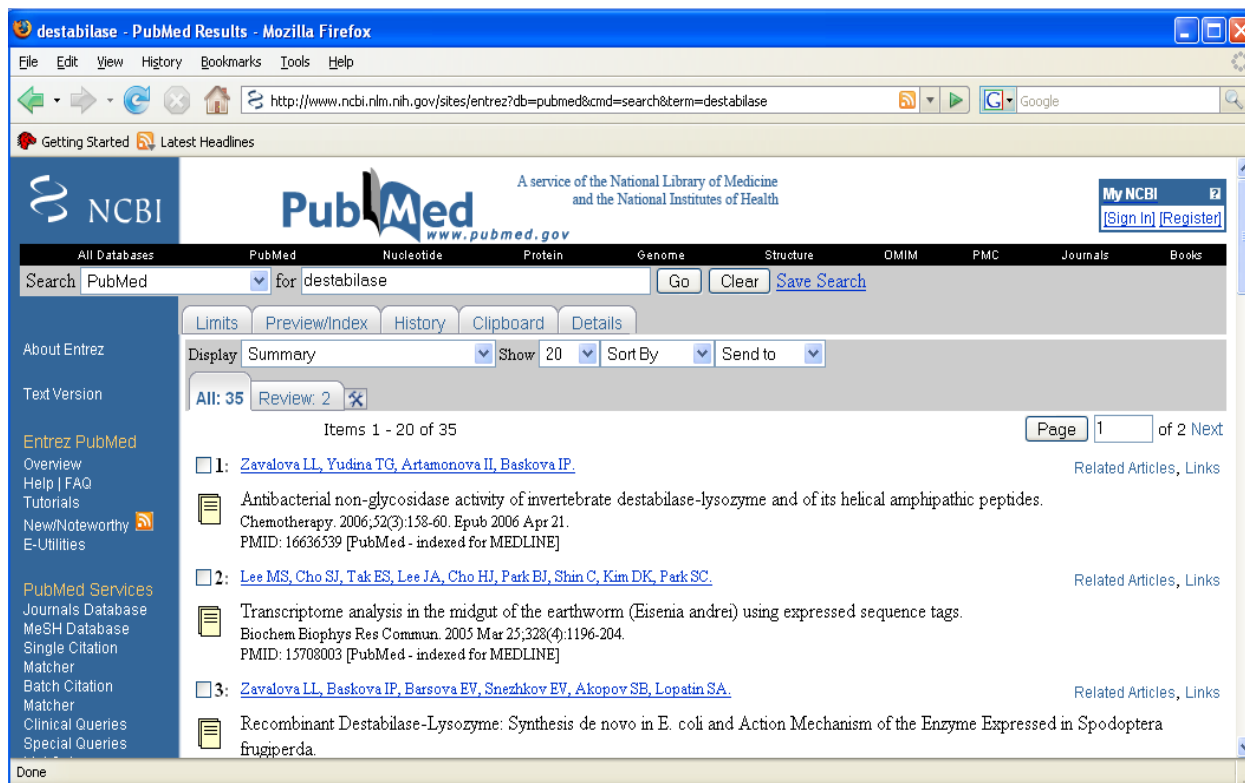 destabilase - PubMed Results - Mozilla Firefox
File Edit View History Bookmarks Tools Help
http://www.ncbi.nlm.nih.gov/sites/entrez?db=pubmed&cmd=search&term=destabilase
G Google
Getting Started Latest Headlines
NCBI
PubMed
www.pubmed.gov
A service of the National Library of Medicine
and the National Institutes of Health
My NCBI ?
[Sign In] [Register]
All Databases PubMed Nucleotide Protein Genome Structure OMIM PMC Journals Books
Search PubMed for destabilase Go Clear Save Search
Limits Preview/Index History Clipboard Details
Display Summary Show 20 Sort By Send to
All: 35 Review: 2
Items 1 - 20 of 35 Page 1 of 2 Next
About Entrez
Text Version
Entrez PubMed
Overview
Help | FAQ
Tutorials
New/Noteworthy
E-Utilities
PubMed Services
Journals Database
MeSH Database
Single Citation
Matcher
Batch Citation
Matcher
Clinical Queries
Special Queries
1: Zavalova LL, Yudina TG, Artamonova II, Baskova IP. Related Articles, Links
Antibacterial non-glycosidase activity of invertebrate destabilase-lysozyme and of its helical amphipathic peptides.
Chemotherapy. 2006;52(3):158-60. Epub 2006 Apr 21.
PMID: 16636539 [PubMed - indexed for MEDLINE]
2: Lee MS, Cho SJ, Tak ES, Lee JA, Cho HJ, Park BJ, Shin C, Kim DK, Park SC. Related Articles, Links
Transcriptome analysis in the midgut of the earthworm (Eisenia andrei) using expressed sequence tags.
Biochem Biophys Res Commun. 2005 Mar 25;328(4):1196-204.
PMID: 15708003 [PubMed - indexed for MEDLINE]
3: Zavalova LL, Baskova IP, Barsova EV, Snezhkov EV, Akopov SB, Lopatin SA. Related Articles, Links
Recombinant Destabilase-Lysozyme: Synthesis de novo in E. coli and Action Mechanism of the Enzyme Expressed in Spodoptera
frugiperda.
Done